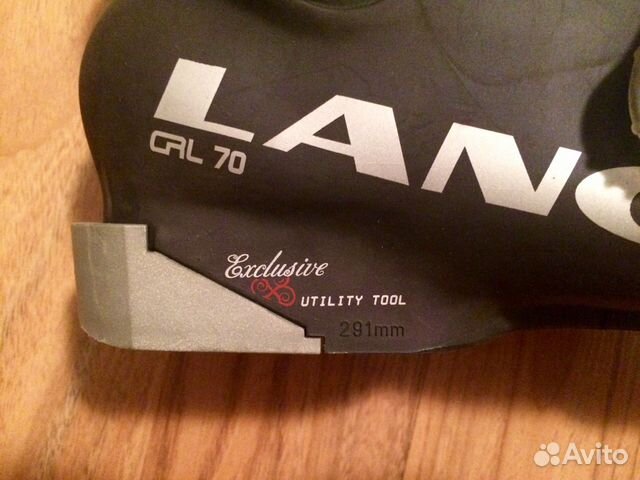 LANG
CRL 70
Exclusive
UTILITY TOOL
291mm
Avito